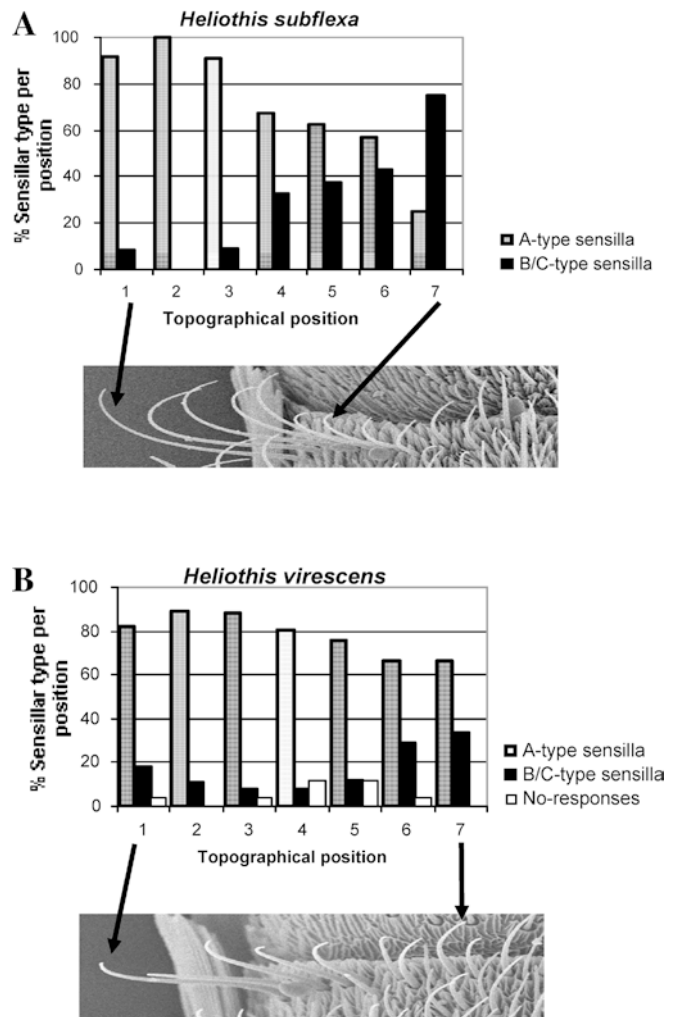 A
Heliothis subflexa
% Sensillar type per
position
100
80
60
40
20
0
1 2 3 4 5 6 7
Topographical position
A-type sensilla
B/C-type sensilla
B
Heliothis virescens
% Sensillar type per
position
100
80
60
40
20
0
1 2 3 4 5 6 7
Topographical position
A-type sensilla
B/C-type sensilla
No-responses